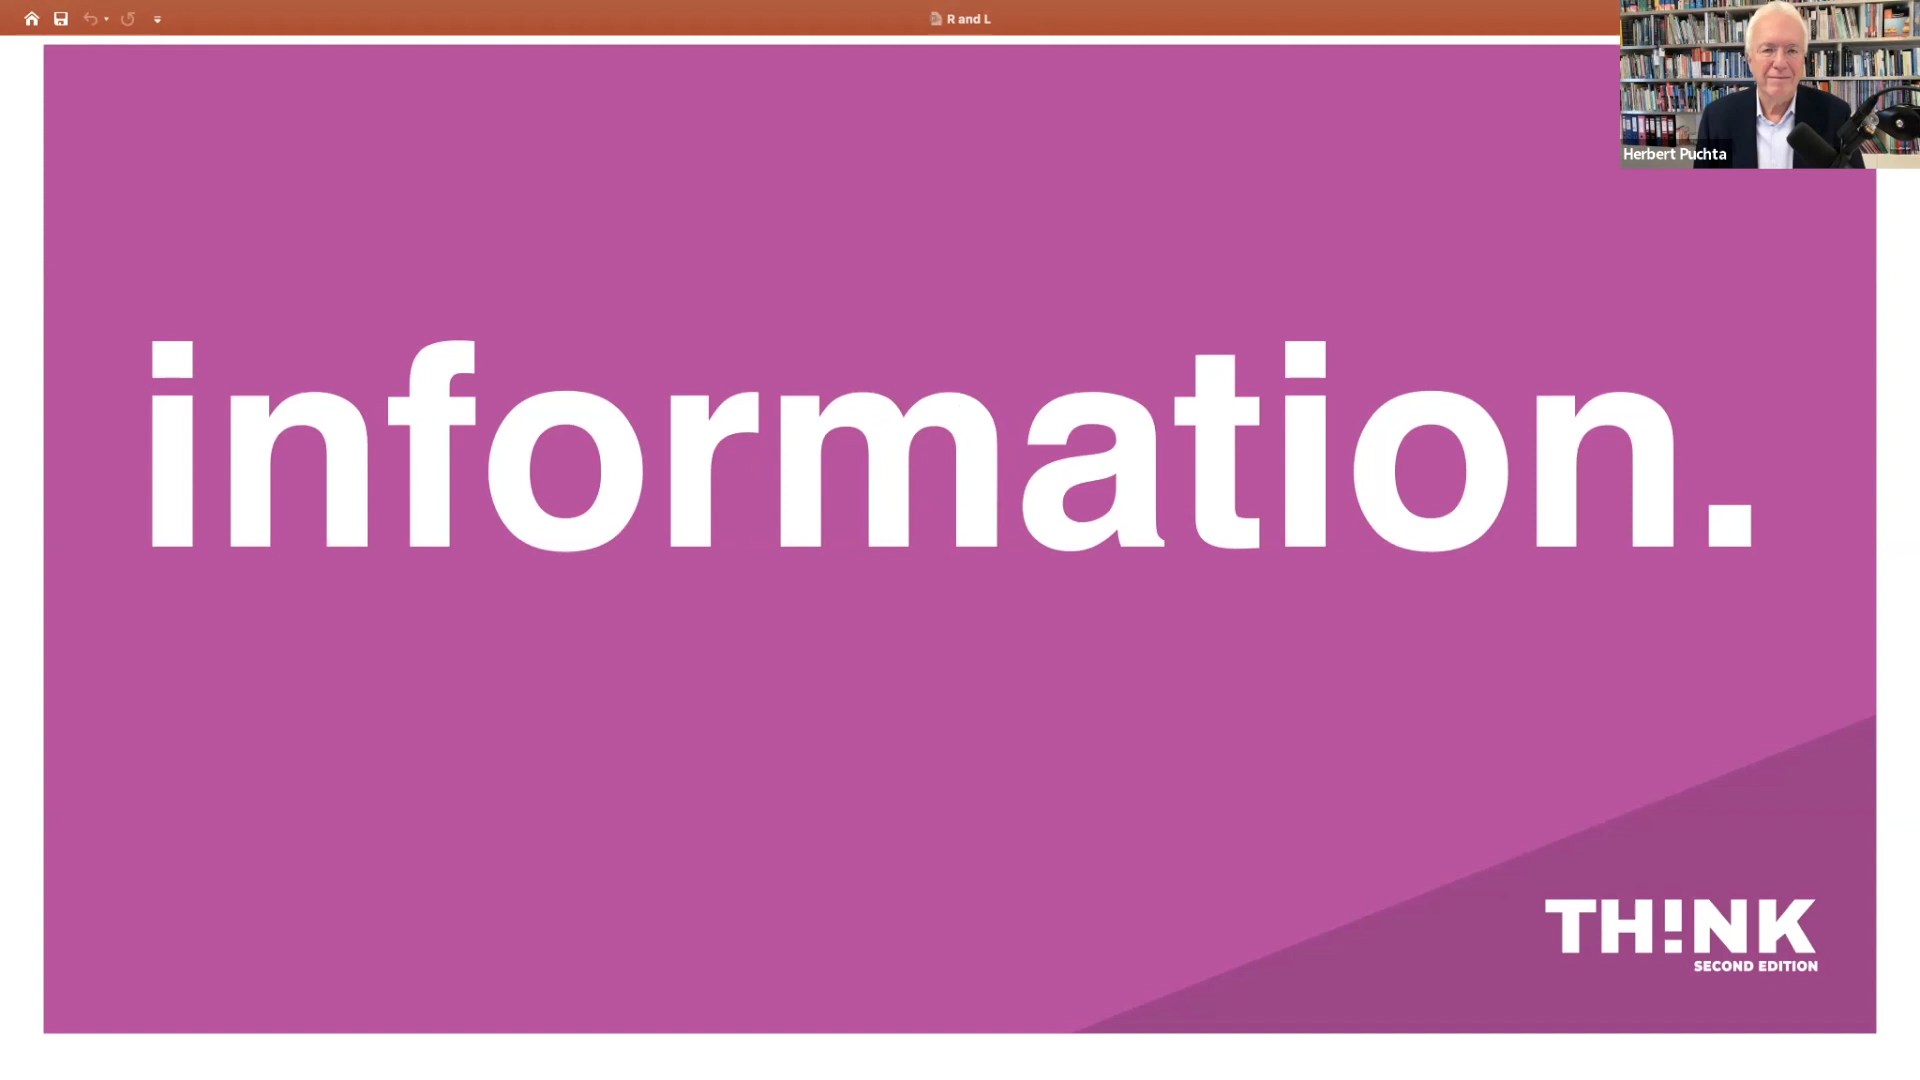 R and L
Herbert Puchta
information.
TH!NK
SECOND EDITION